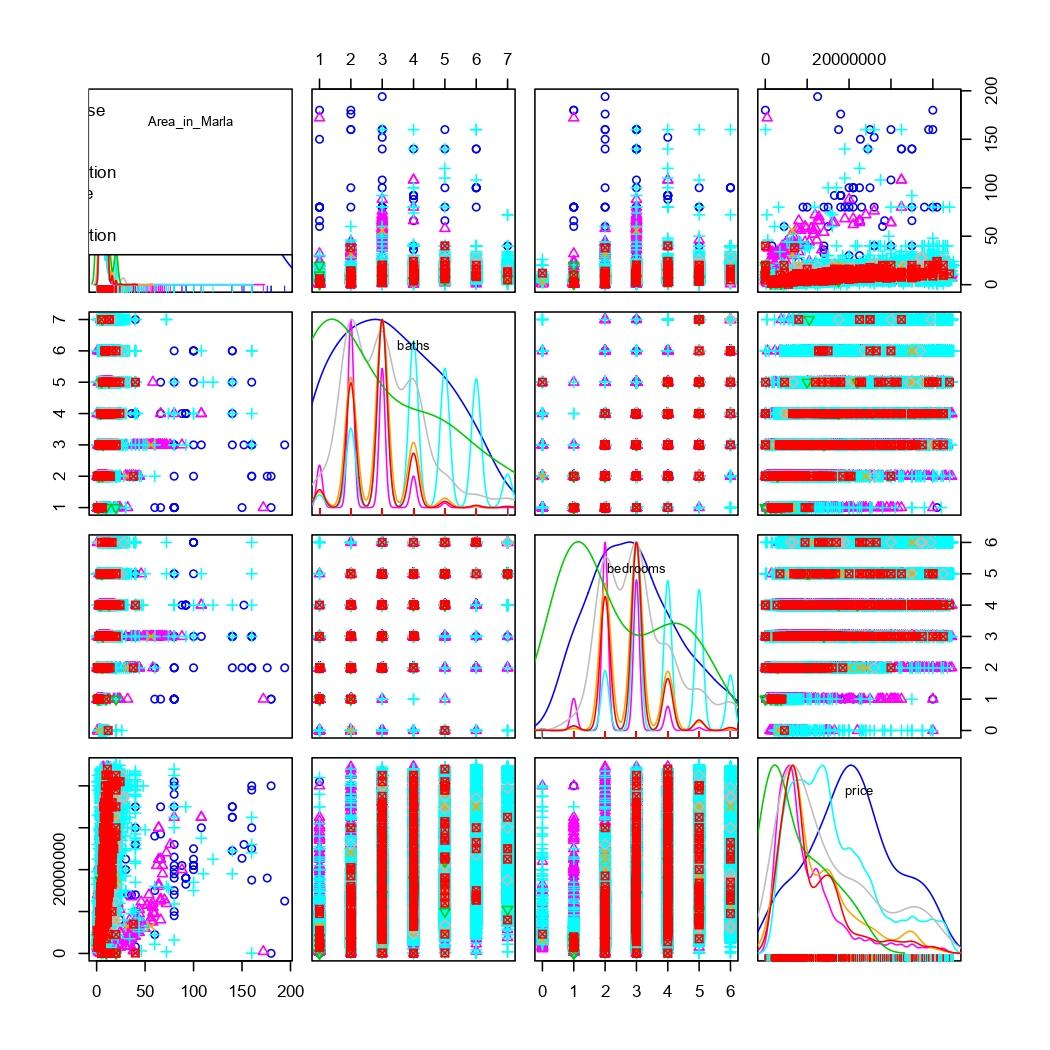 1 2 3 4 5 6 7
0 20000000
se
Area_in_Marla
tion
e
tion
0 50 100 150 200
1 2 3 4 5 6 7
baths
bedrooms
0 1 2 3 4 5 6
price
0 20000000
0 50 100 150 200
0 1 2 3 4 5 6